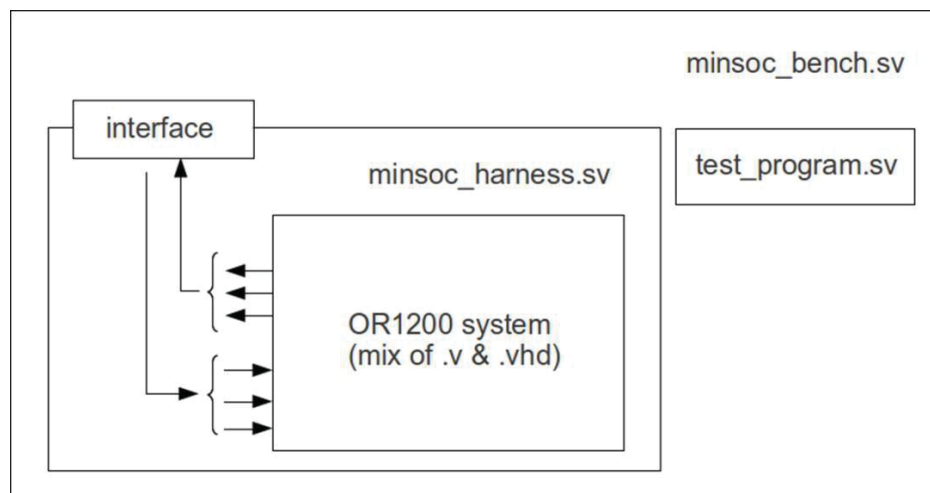 minsoc_bench.sv
interface
test_program.sv
minsoc_harness.sv
OR1200 system
(mix of .v & .vhd)